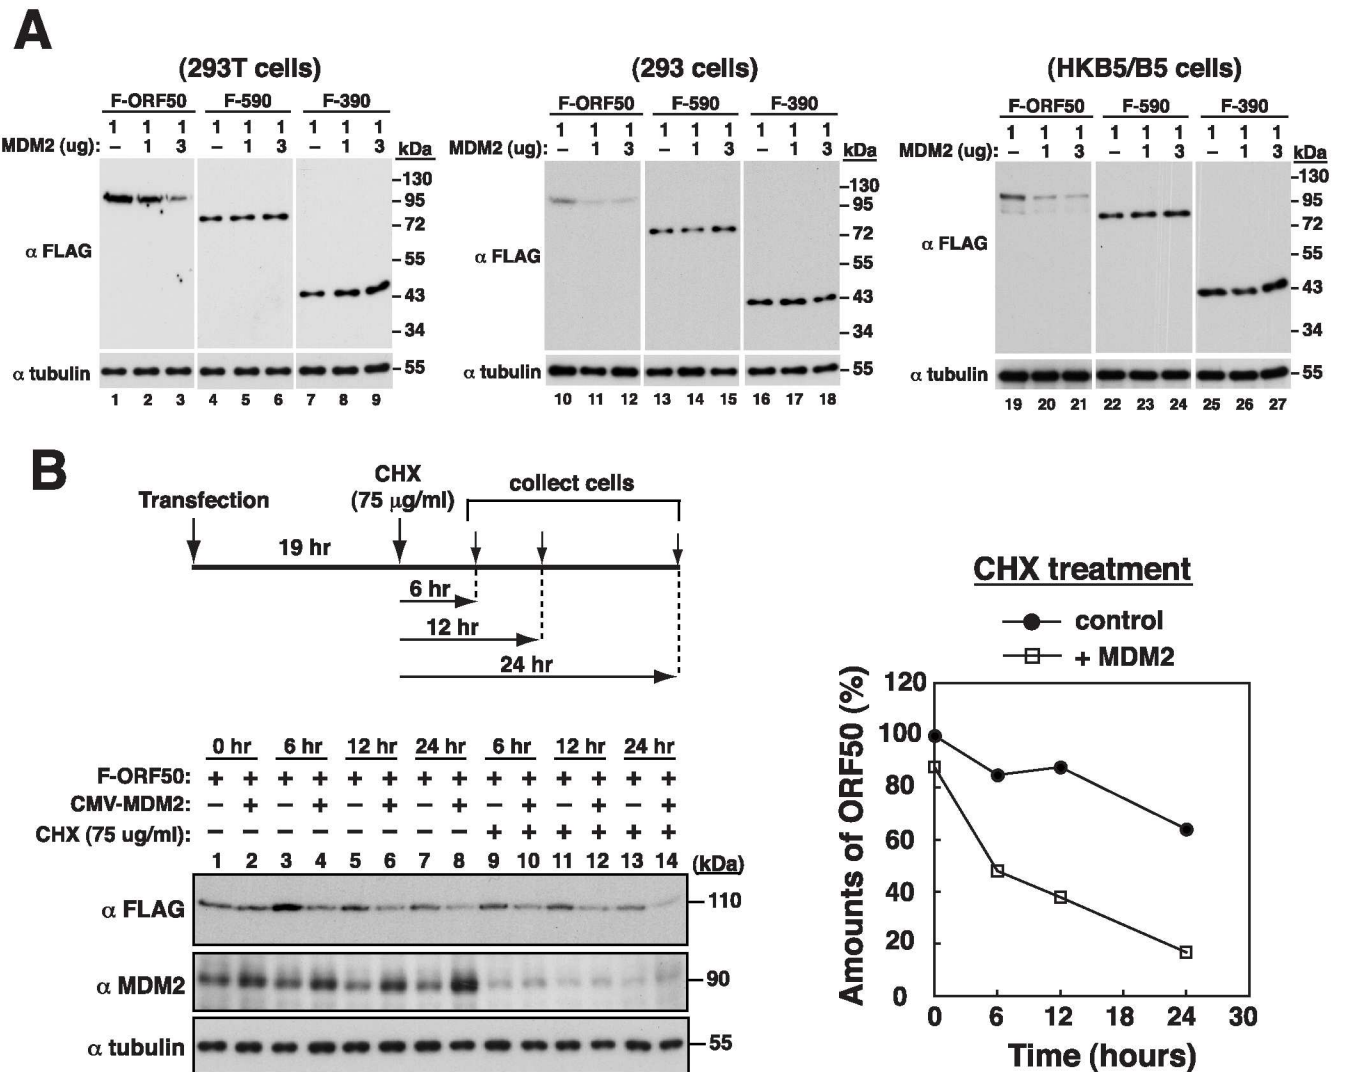 A
(293T cells)
F-ORF50 F-590 F-390
1 1 1 1 1 1 1 1 1
MDM2 (ug): – 1 3 – 1 3 – 1 3 kDa
130
95
72
α FLAG
55
43
34
α tubulin 55
1 2 3 4 5 6 7 8 9
(293 cells)
F-ORF50 F-590 F-390
1 1 1 1 1 1 1 1 1
MDM2 (ug): – 1 3 – 1 3 – 1 3 kDa
130
95
72
α FLAG
55
43
34
α tubulin 55
10 11 12 13 14 15 16 17 18
(HKB5/B5 cells)
F-ORF50 F-590 F-390
1 1 1 1 1 1 1 1 1
MDM2 (ug): – 1 3 – 1 3 – 1 3 kDa
130
95
72
α FLAG
55
43
34
α tubulin 55
19 20 21 22 23 24 25 26 27
B
Transfection
CHX
(75 μg/ml)
collect cells
19 hr
6 hr
12 hr
24 hr
0 hr 6 hr 12 hr 24 hr 6 hr 12 hr 24 hr
F-ORF50: + + + + + + + + + + + + + +
CMV-MDM2: – + – + – + – + – + – + – +
CHX (75 ug/ml): – – – – – – – – + + + + + +
1 2 3 4 5 6 7 8 9 10 11 12 13 14 (kDa)
α FLAG 110
α MDM2 90
α tubulin 55
CHX treatment
control
+ MDM2
Amounts of ORF50 (%)
120
100
80
60
40
20
0
0 6 12 18 24 30
Time (hours)